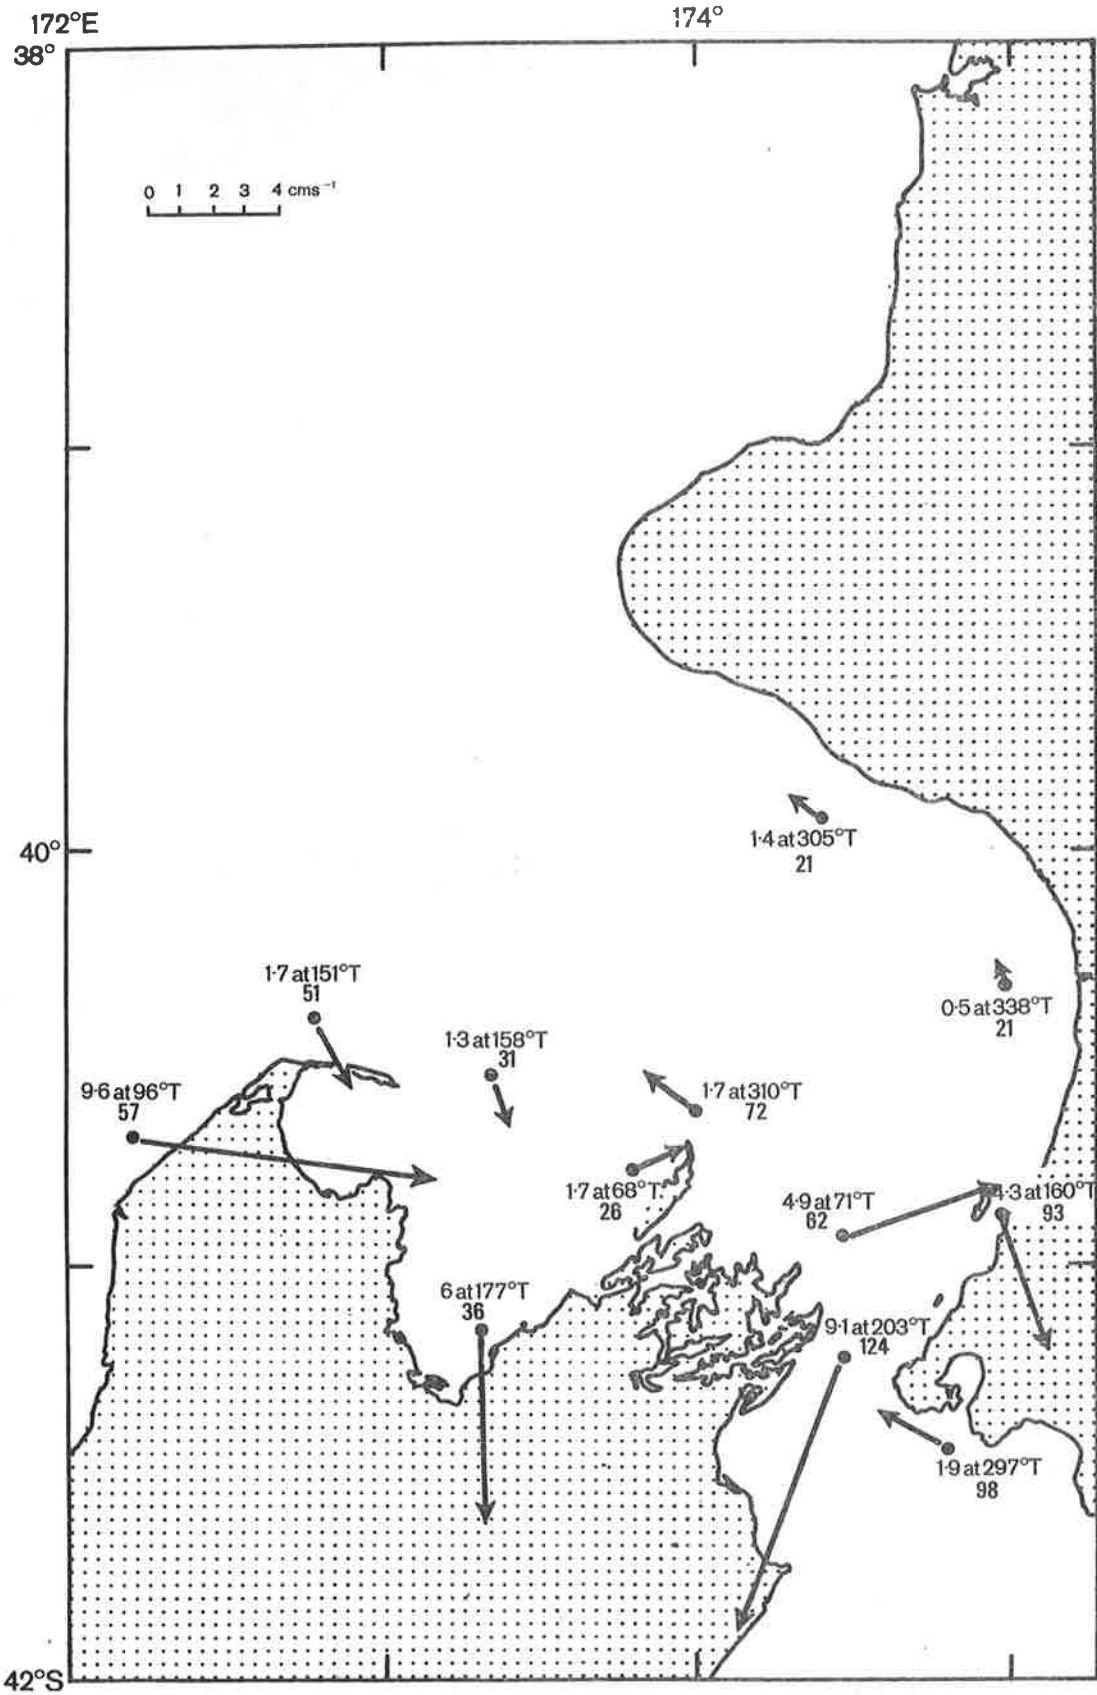 172°E
174°
38°
0 1 2 3 4 cms⁻¹
1·4 at 305°T
21
40°
1·7 at 151°T
51
0·5 at 338°T
21
1·3 at 158°T
31
9·6 at 96°T
57
1·7 at 310°T
72
1·7 at 68°T
26
4·9 at 71°T
62
4·3 at 160°T
93
6 at 177°T
36
9·1 at 203°T
124
1·9 at 297°T
98
42°S